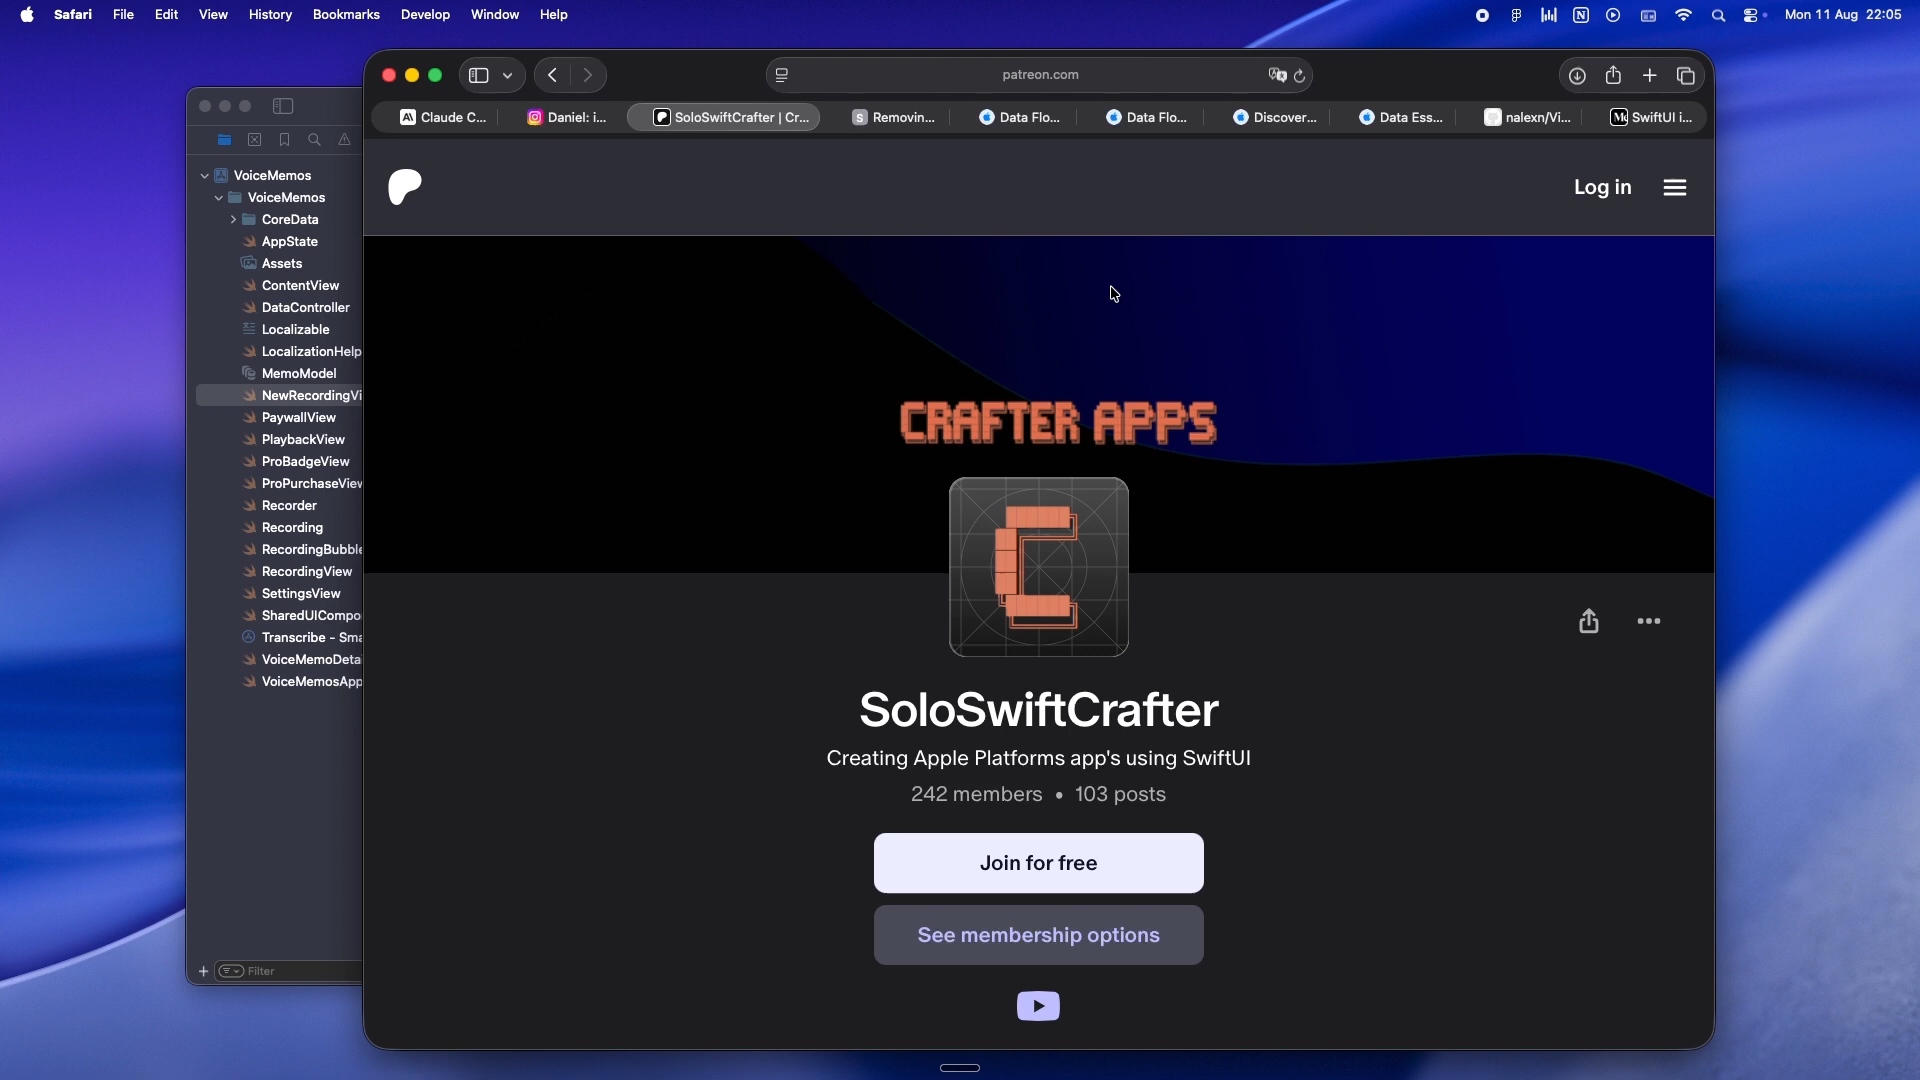 Safari File Edit View History Bookmarks Develop Window Help
Mon 11 Aug 22:05
patreon.com
Claude C...
Daniel: i...
SoloSwiftCrafter | Cr...
Removin...
Data Flo...
Data Flo...
Discover...
Data Ess...
nalexn/Vi...
SwiftUI i...
VoiceMemos
VoiceMemos
CoreData
AppState
Assets
ContentView
DataController
Localizable
LocalizationHelp
MemoModel
NewRecordingVi
PaywallView
PlaybackView
ProBadgeView
ProPurchaseView
Recorder
Recording
RecordingBubble
RecordingView
SettingsView
SharedUICompo
Transcribe - Sma
VoiceMemoDeta
VoiceMemosApp
Filter
Log in
CRAFTER APPS
C
SoloSwiftCrafter
Creating Apple Platforms app's using SwiftUI
242 members • 103 posts
Join for free
See membership options